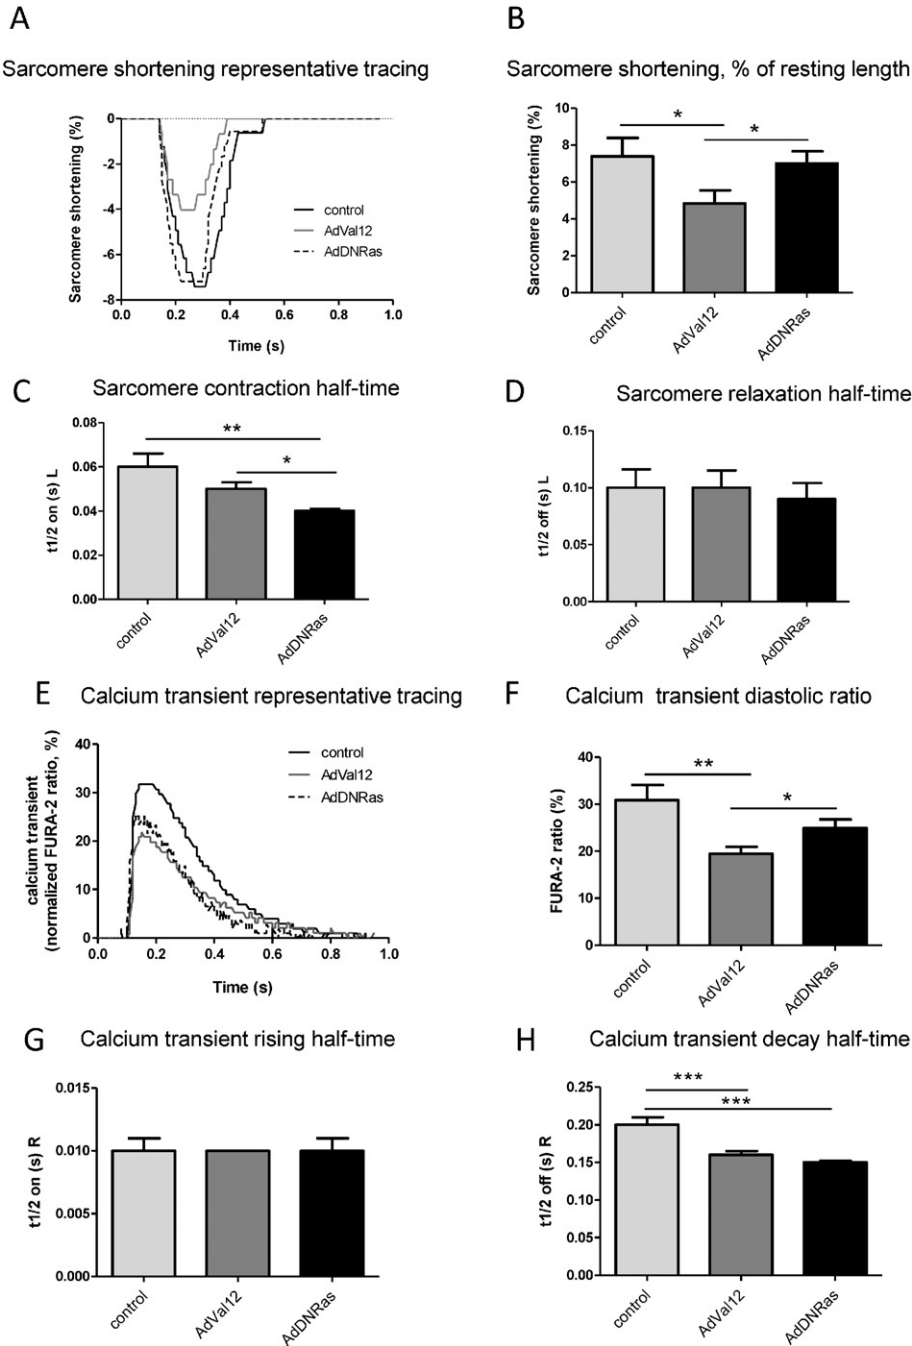 A
Sarcomere shortening representative tracing
Sarcomere shortening (%)
0
-2
-4
-6
-8
0.0 0.2 0.4 0.6 0.8 1.0
Time (s)
control
AdVal12
AdDNRas
B
Sarcomere shortening, % of resting length
Sarcomere shortening (%)
10
8
6
4
2
0
*
*
control
AdVal12
AdDNRas
C
Sarcomere contraction half-time
t1/2 on (s) L
0.08
0.06
0.04
0.02
0.00
**
*
control
AdVal12
AdDNRas
D
Sarcomere relaxation half-time
t1/2 off (s) L
0.15
0.10
0.05
0.00
control
AdVal12
AdDNRas
E
Calcium transient representative tracing
calcium transient
(normalized FURA-2 ratio, %)
40
30
20
10
0
0.0 0.2 0.4 0.6 0.8 1.0
Time (s)
control
AdVal12
AdDNRas
F
Calcium transient diastolic ratio
FURA-2 ratio (%)
40
30
20
10
0
**
*
control
AdVal12
AdDNRas
G
Calcium transient rising half-time
t1/2 on (s) R
0.015
0.010
0.005
0.000
control
AdVal12
AdDNRas
H
Calcium transient decay half-time
t1/2 off (s) R
0.25
0.20
0.15
0.10
0.05
0.00
***
***
control
AdVal12
AdDNRas